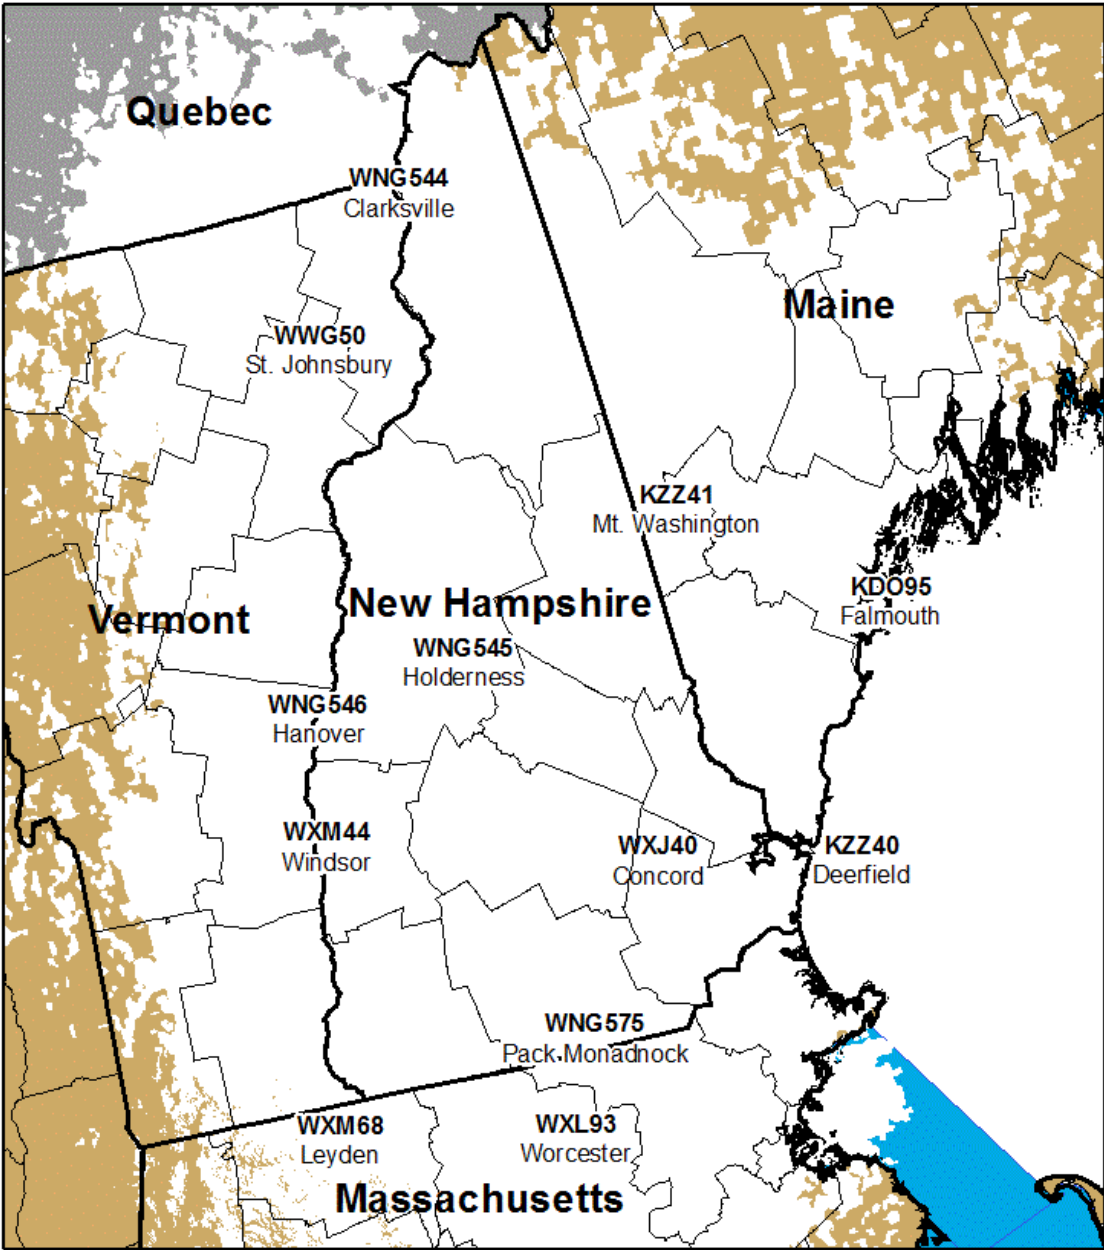 Quebec
WNG544
Clarksville
Maine
WWG50
St. Johnsbury
KZZ41
Mt. Washington
KDO95
Falmouth
New Hampshire
Vermont
WNG545
Holderness
WNG546
Hanover
WXM44
Windsor
WXJ40
Concord
KZZ40
Deerfield
WNG575
Pack Monadnock
WXM68
Leyden
WXL93
Worcester
Massachusetts